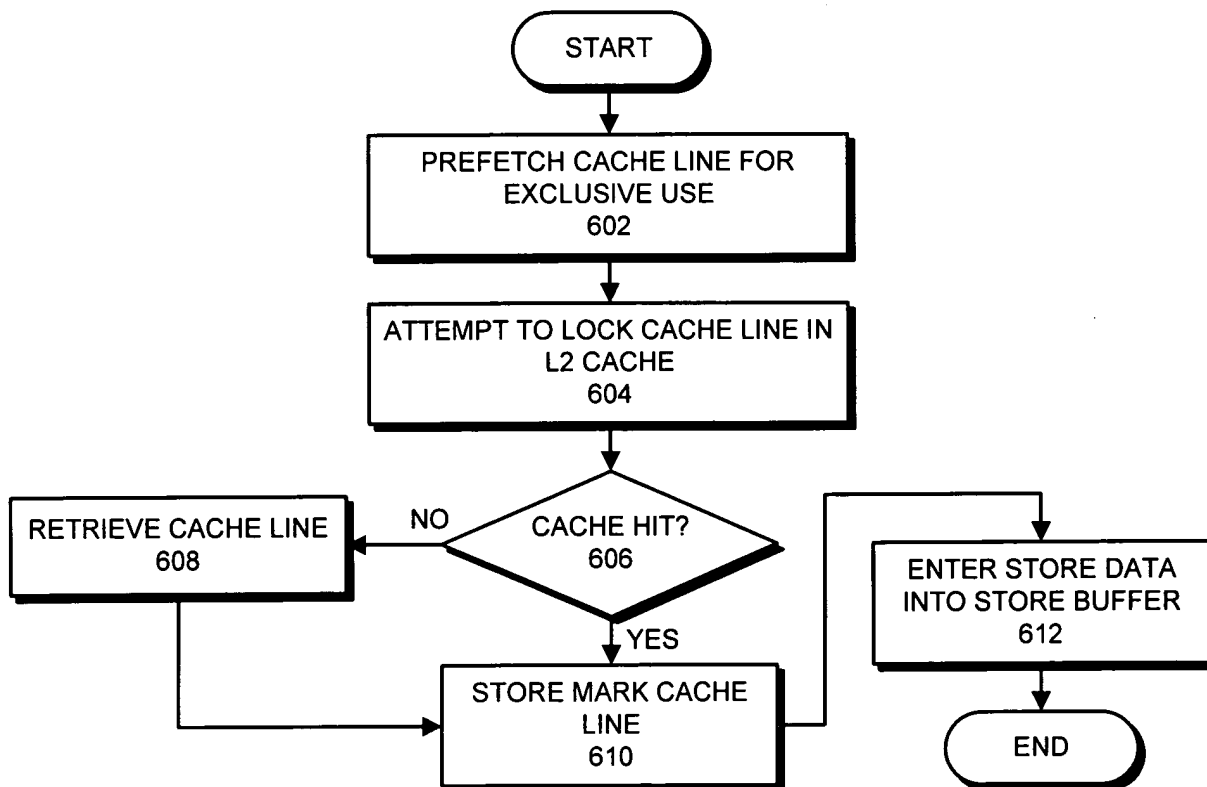 START
PREFETCH CACHE LINE FOR
EXCLUSIVE USE
602
ATTEMPT TO LOCK CACHE LINE IN
L2 CACHE
604
CACHE HIT?
606
NO
RETRIEVE CACHE LINE
608
YES
STORE MARK CACHE
LINE
610
ENTER STORE DATA
INTO STORE BUFFER
612
END